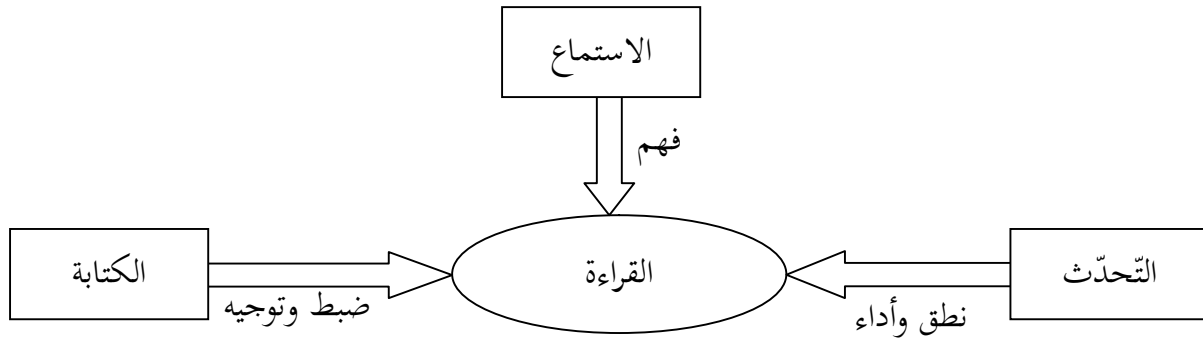 الاستماع
فهم
التّحدّث
القراءة
الكتابة
نطق وأداء
ضبط وتوجيه